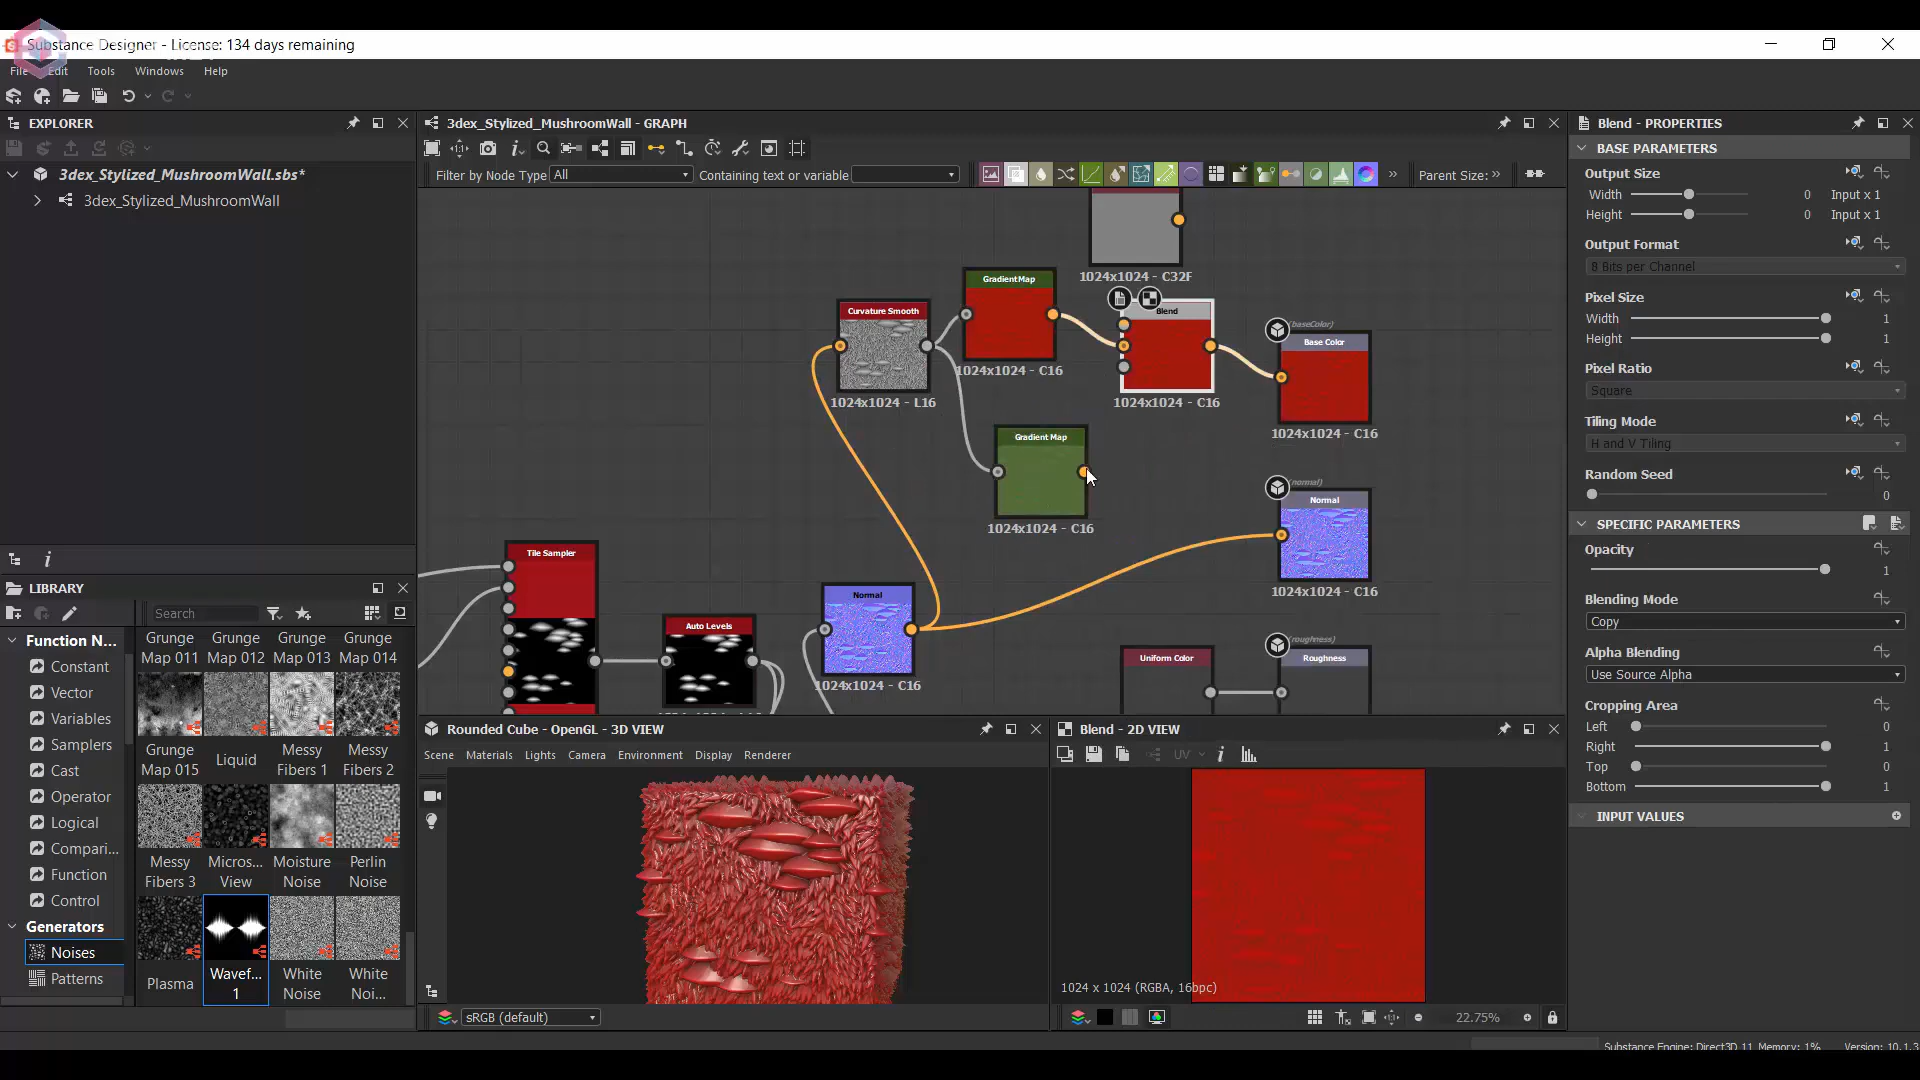 Substance Designer - License: 134 days remaining
File Edit Tools Windows Help
EXPLORER
3dex_Stylized_MushroomWall.sbs*
3dex_Stylized_MushroomWall
LIBRARY
Search
Function N...
Constant
Vector
Variables
Samplers
Cast
Operator
Logical
Compari...
Function
Control
Generators
Noises
Patterns
Grunge Map 011
Grunge Map 012
Grunge Map 013
Grunge Map 014
Grunge Map 015
Liquid
Messy Fibers 1
Messy Fibers 2
Messy Fibers 3
Micros... View
Moisture Noise
Perlin Noise
Plasma
Wavef... 1
White Noise
White Noi...
3dex_Stylized_MushroomWall - GRAPH
Filter by Node Type All Containing text or variable
Parent Size: »
1024x1024 - C32F
GradientMap
1024x1024 - C16
Curvature Smooth
1024x1024 - L16
Blend
1024x1024 - C16
(baseColor)
Base Color
1024x1024 - C16
Gradient Map
1024x1024 - C16
(normal)
Normal
1024x1024 - C16
Tile Sampler
Auto Levels
Normal
1024x1024 - C16
Uniform Color
(roughness)
Roughness
Rounded Cube - OpenGL - 3D VIEW
Scene Materials Lights Camera Environment Display Renderer
sRGB (default)
Blend - 2D VIEW
UV
1024 x 1024 (RGBA, 16bpc)
22.75%
Blend - PROPERTIES
BASE PARAMETERS
Output Size
Width 0 Input x 1
Height 0 Input x 1
Output Format
8 Bits per Channel
Pixel Size
Width 1
Height 1
Pixel Ratio
Square
Tiling Mode
H and V Tiling
Random Seed
0
SPECIFIC PARAMETERS
Opacity
1
Blending Mode
Copy
Alpha Blending
Use Source Alpha
Cropping Area
Left 0
Right 1
Top 0
Bottom 1
INPUT VALUES
Substance Engine: Direct3D 11 Memory: 1% Version: 10.1.3